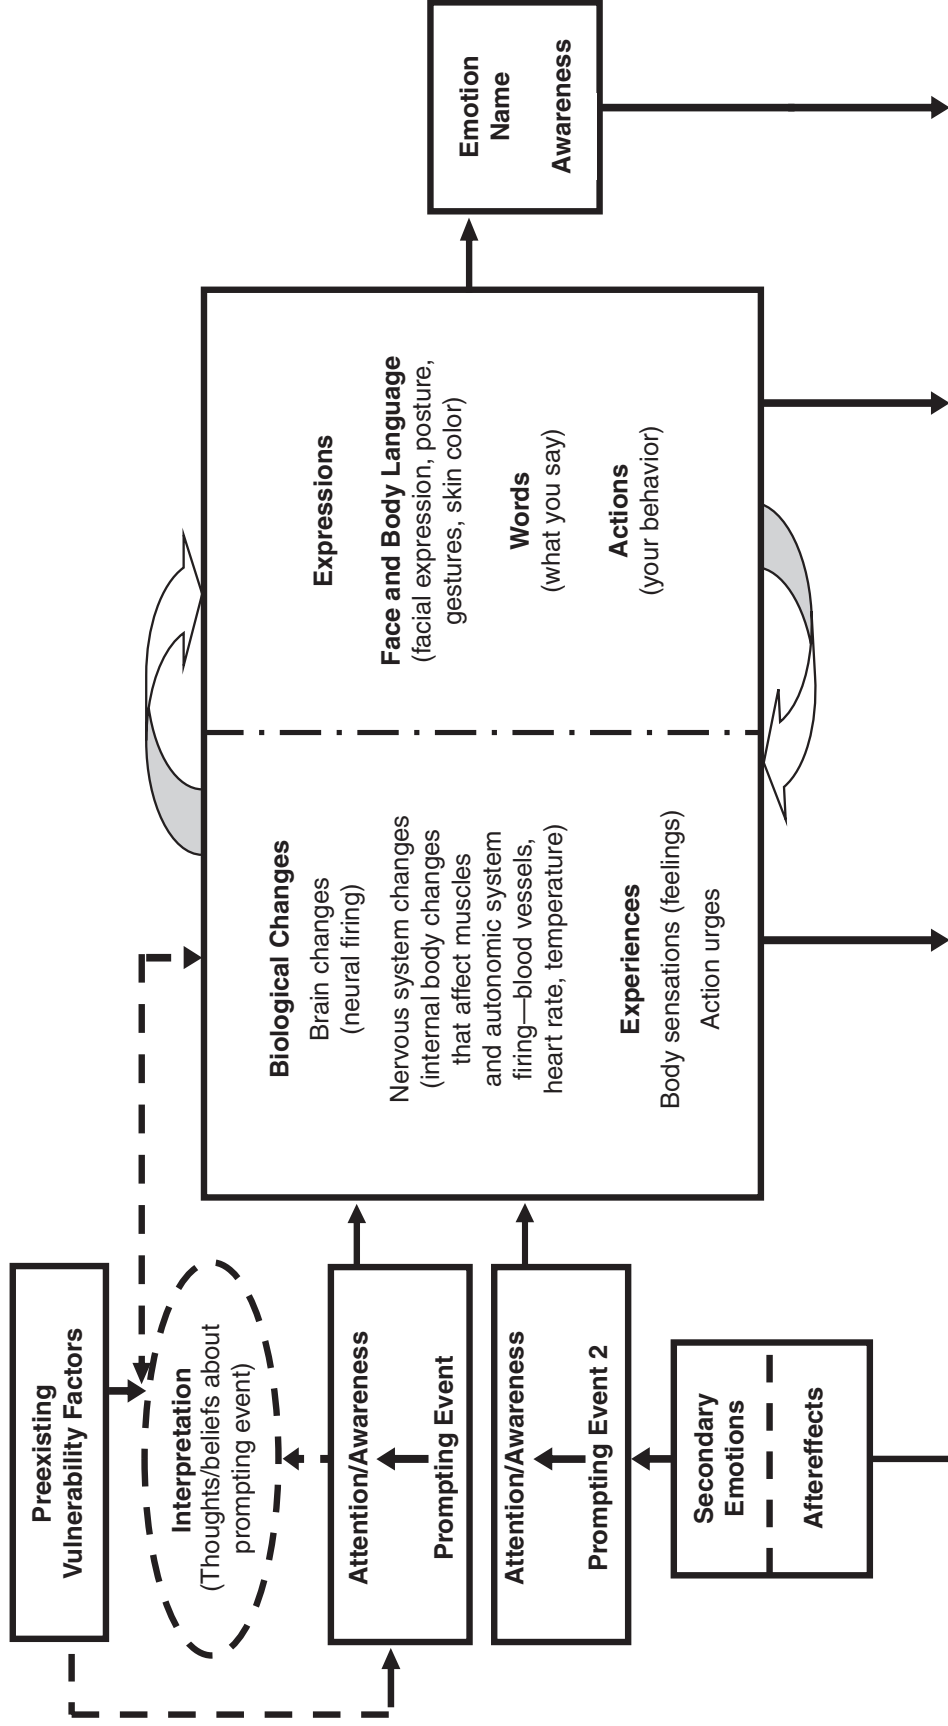 Preexisting
Vulnerability Factors
Interpretation
(Thoughts/beliefs about
prompting event)
Attention/Awareness
Prompting Event
Attention/Awareness
Prompting Event 2
Secondary
Emotions
Aftereffects
Biological Changes
Brain changes
(neural firing)
Nervous system changes
(internal body changes
that affect muscles
and autonomic system
firing—blood vessels,
heart rate, temperature)
Experiences
Body sensations (feelings)
Action urges
Expressions
Face and Body Language
(facial expression, posture,
gestures, skin color)
Words
(what you say)
Actions
(your behavior)
Emotion
Name
Awareness